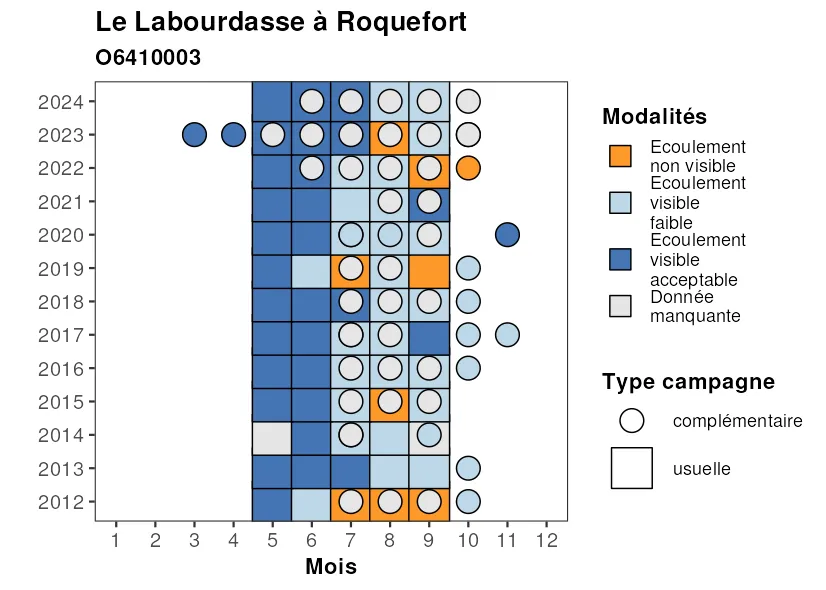 Le Labourdasse à Roquefort
O6410003
2024
2023
2022
2021
2020
2019
2018
2017
2016
2015
2014
2013
2012
1 2 3 4 5 6 7 8 9 10 11 12
Mois
Modalités
Ecoulement
non visible
Ecoulement
visible
faible
Ecoulement
visible
acceptable
Donnée
manquante
Type campagne
complémentaire
usuelle